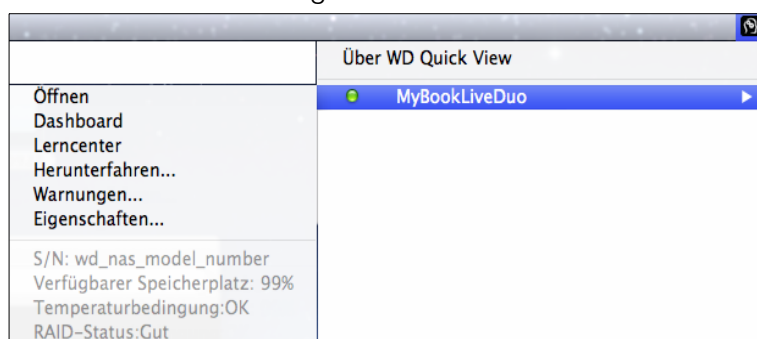 Über WD Quick View
MyBookLiveDuo
Öffnen
Dashboard
Lerncenter
Herunterfahren...
Warnungen...
Eigenschaften...
S/N: wd_nas_model_number
Verfügbarer Speicherplatz: 99%
Temperaturbedingung:OK
RAID-Status:Gut